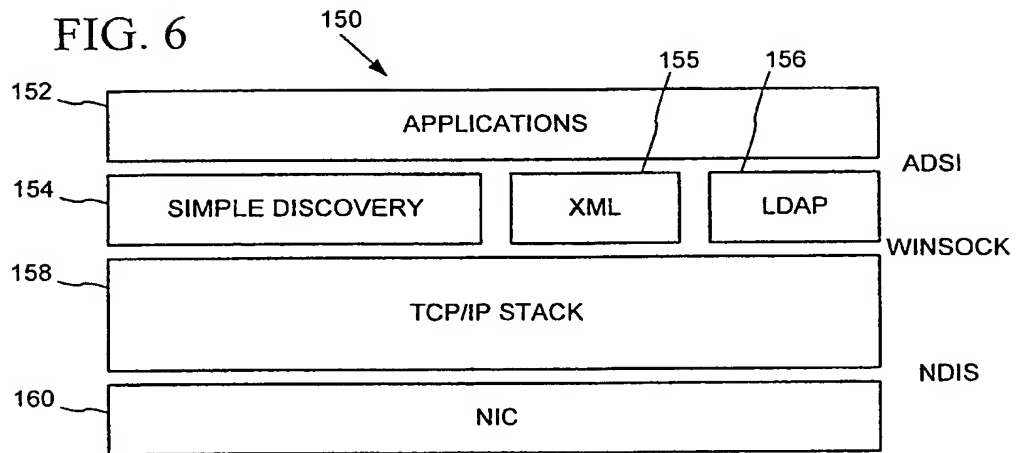 FIG. 6
150
155
156
152
APPLICATIONS
ADSI
154
SIMPLE DISCOVERY
XML
LDAP
WINSOCK
158
TCP/IP STACK
NDIS
160
NIC